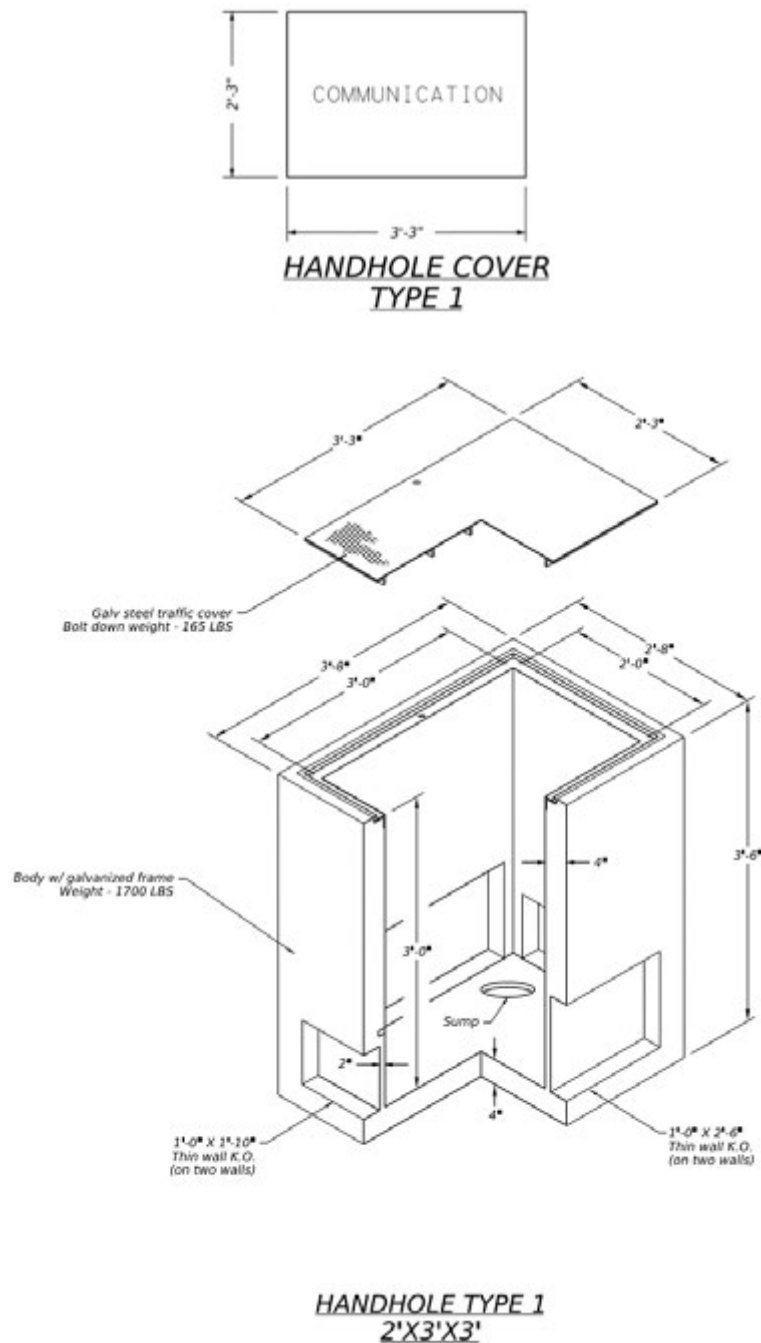 2'-3"
COMMUNICATION
3'-3"
HANDHOLE COVER
TYPE 1
3'-3"
2'-3"
Galv steel traffic cover
Bolt down weight - 165 LBS
3'-8"
3'-0"
2'-8"
2'-0"
Body w/ galvanized frame
Weight - 1700 LBS
4"
3'-6"
3'-0"
Sump
2"
4"
1'-0" X 1'-10"
Thin wall K.O.
(on two walls)
1'-0" X 2'-6"
Thin wall K.O.
(on two walls)
HANDHOLE TYPE 1
2'X3'X3'